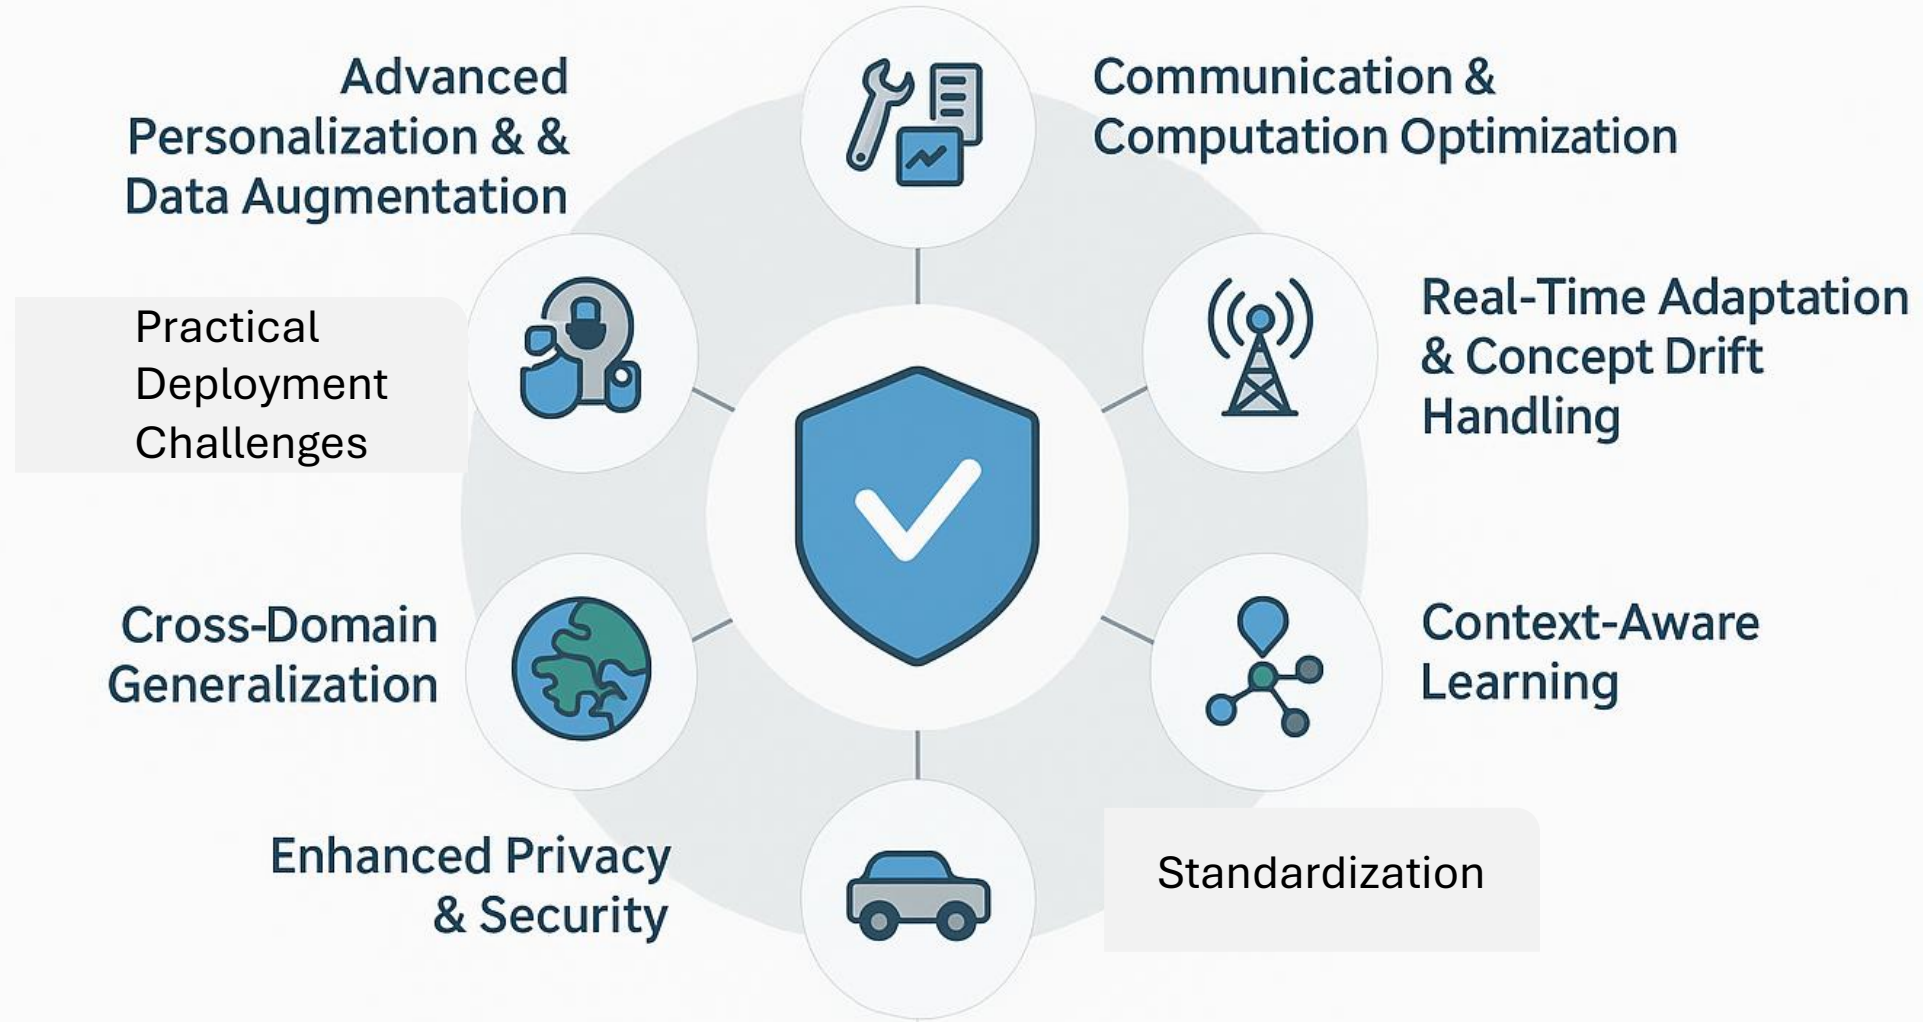 Advanced
Personalization & &
Data Augmentation
Communication &
Computation Optimization
Practical
Deployment
Challenges
Real-Time Adaptation
& Concept Drift
Handling
Cross-Domain
Generalization
Context-Aware
Learning
Enhanced Privacy
& Security
Standardization